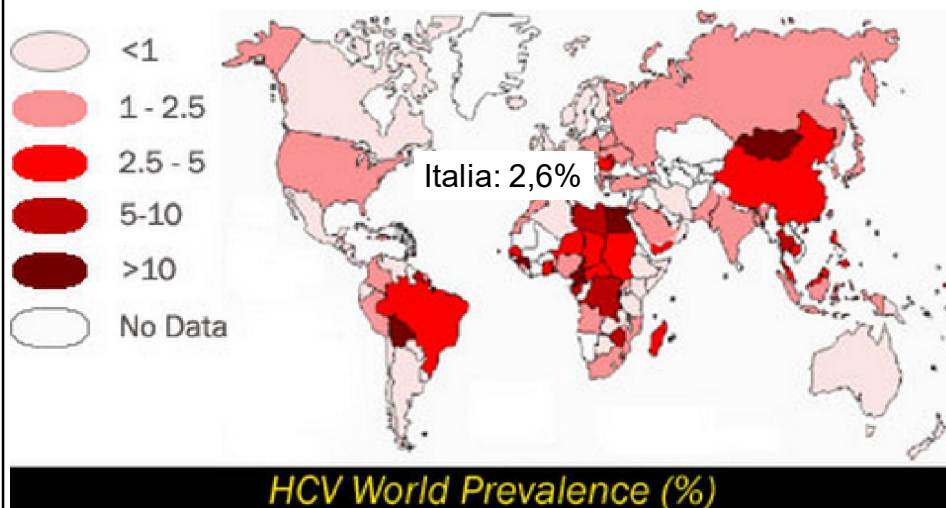 <1
1 - 2.5
2.5 - 5
5-10
>10
No Data
Italia: 2,6%
HCV World Prevalence (%)